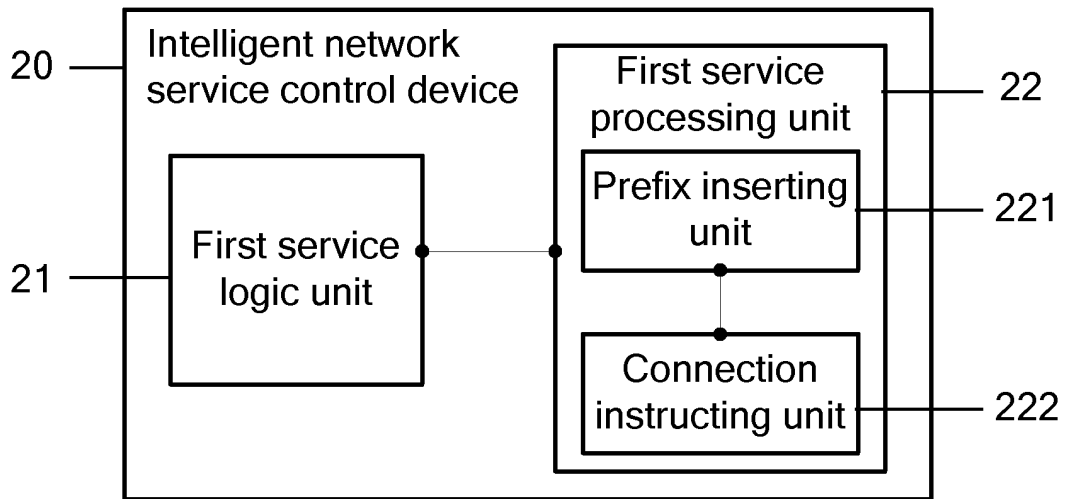 20
Intelligent network
service control device
First service
processing unit
22
Prefix inserting
unit
221
First service
logic unit
21
Connection
instructing unit
222